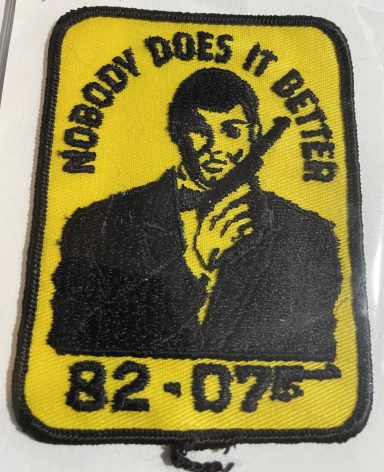 NOBODY DOES IT BETTER
82-07